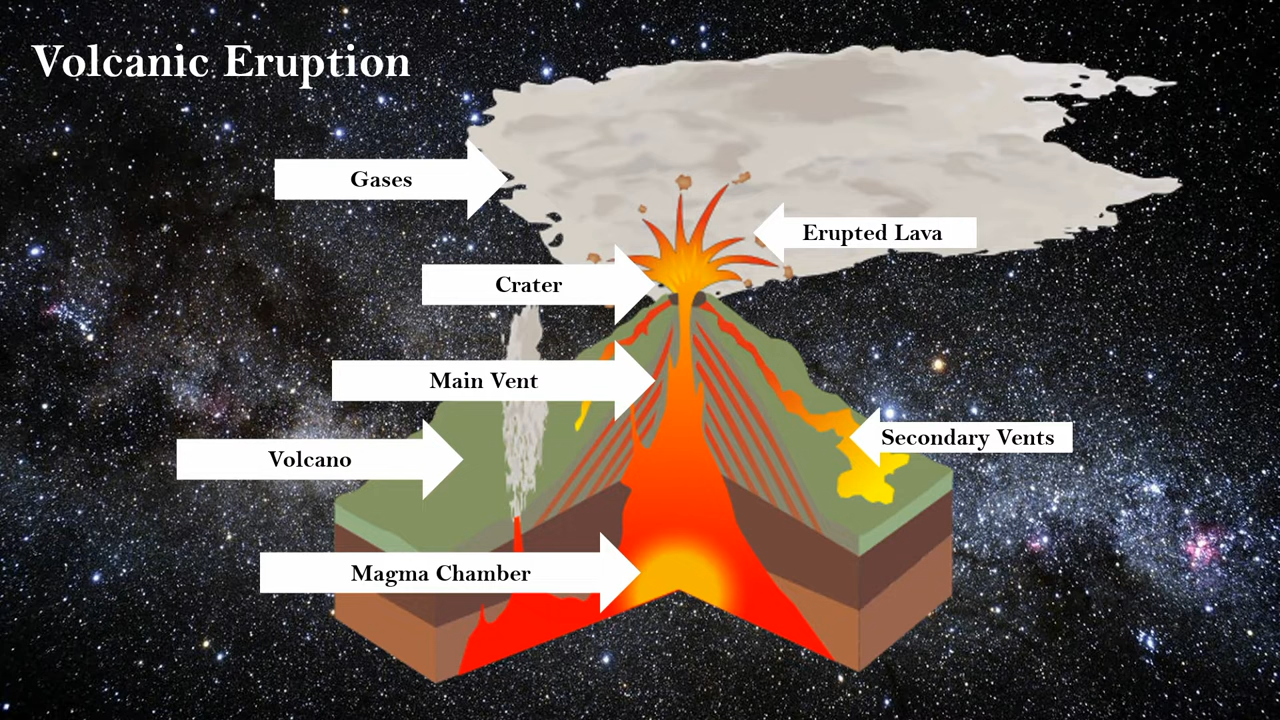 Volcanic Eruption
Gases
Erupted Lava
Crater
Main Vent
Secondary Vents
Volcano
Magma Chamber